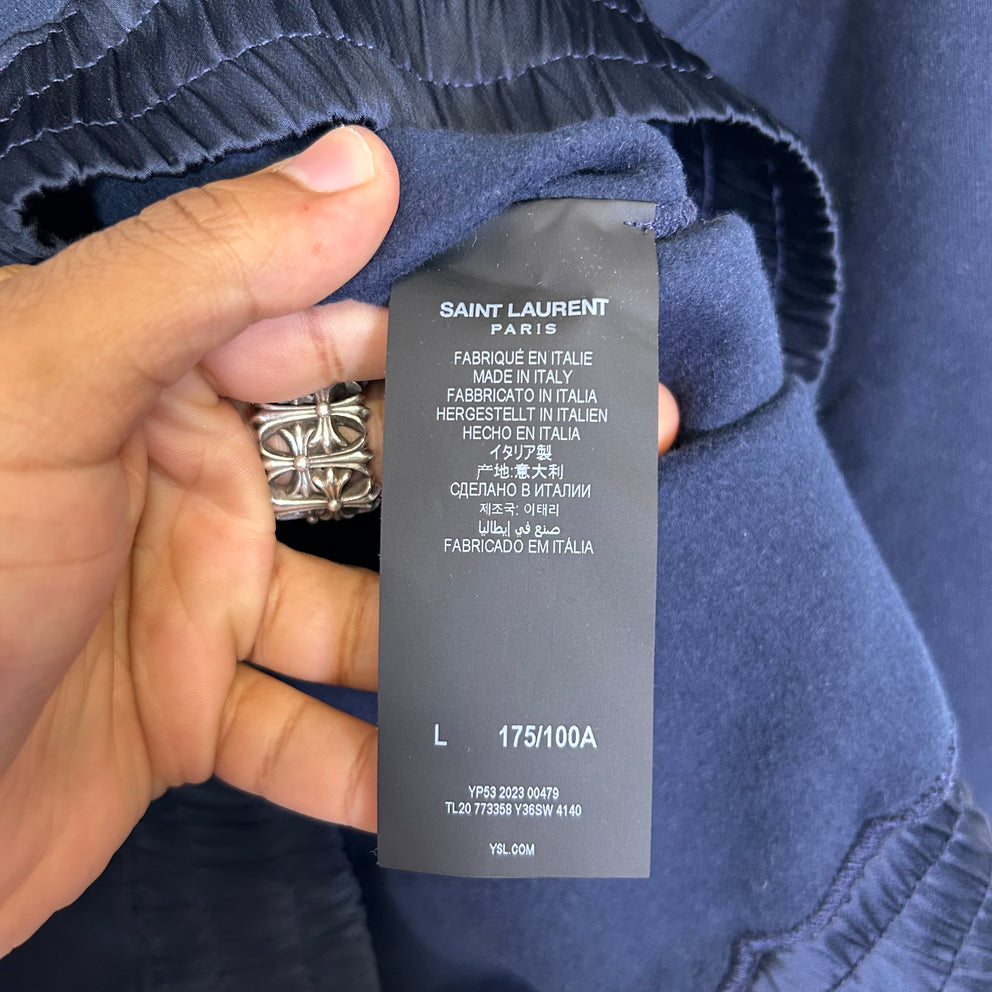 SAINT LAURENT
PARIS
FABRIQUÉ EN ITALIE
MADE IN ITALY
FABBRICATO IN ITALIA
HERGESTELLT IN ITALIEN
HECHO EN ITALIA
イタリア製
产地:意大利
СДЕЛАНО В ИТАЛИИ
제조국: 이태리
صنع في إيطاليا
FABRICADO EM ITÁLIA
L 175/100A
YP53 2023 00479
TL20 773358 Y36SW 4140
YSL.COM